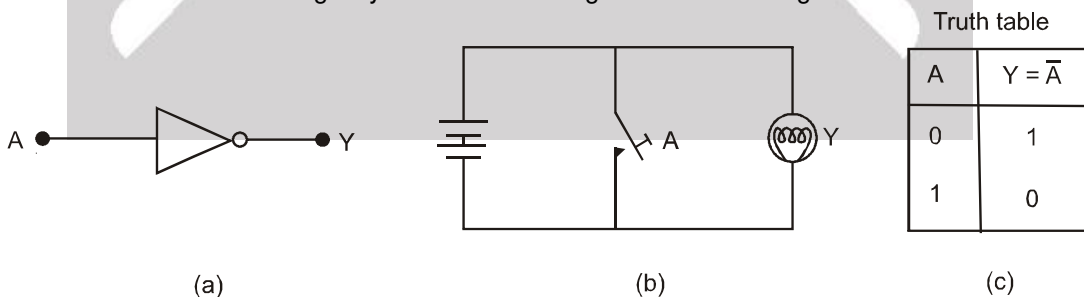 Truth table
A Y = A̅
0 1
1 0
A Y
A Y
(a) (b) (c)